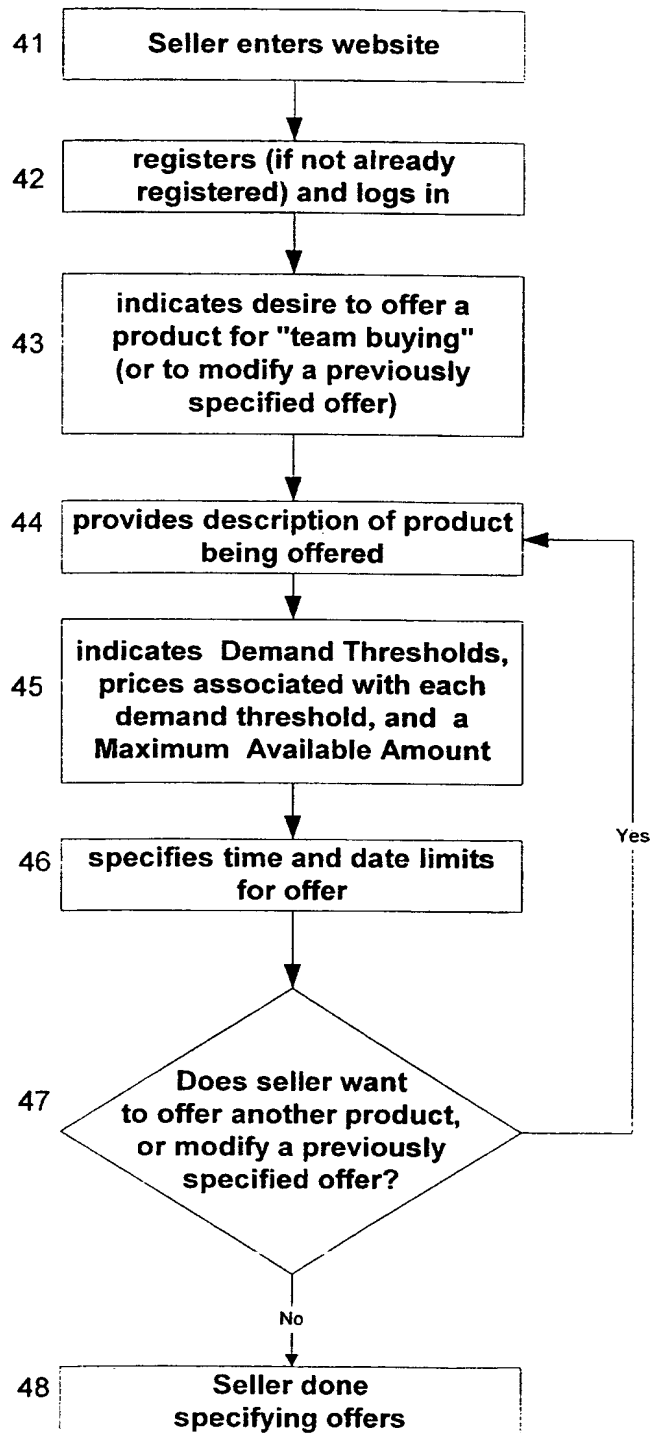 41
Seller enters website
42
registers (if not already
registered) and logs in
43
indicates desire to offer a
product for "team buying"
(or to modify a previously
specified offer)
44
provides description of product
being offered
45
indicates Demand Thresholds,
prices associated with each
demand threshold, and a
Maximum Available Amount
46
specifies time and date limits
for offer
47
Does seller want
to offer another product,
or modify a previously
specified offer?
Yes
No
48
Seller done
specifying offers